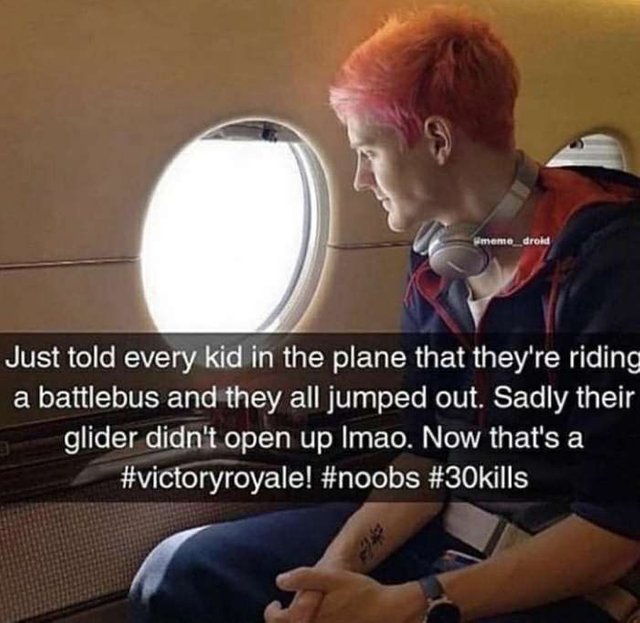 @meme_droid
Just told every kid in the plane that they're riding
a battlebus and they all jumped out. Sadly their
glider didn't open up lmao. Now that's a
#victoryroyale! #noobs #30kills